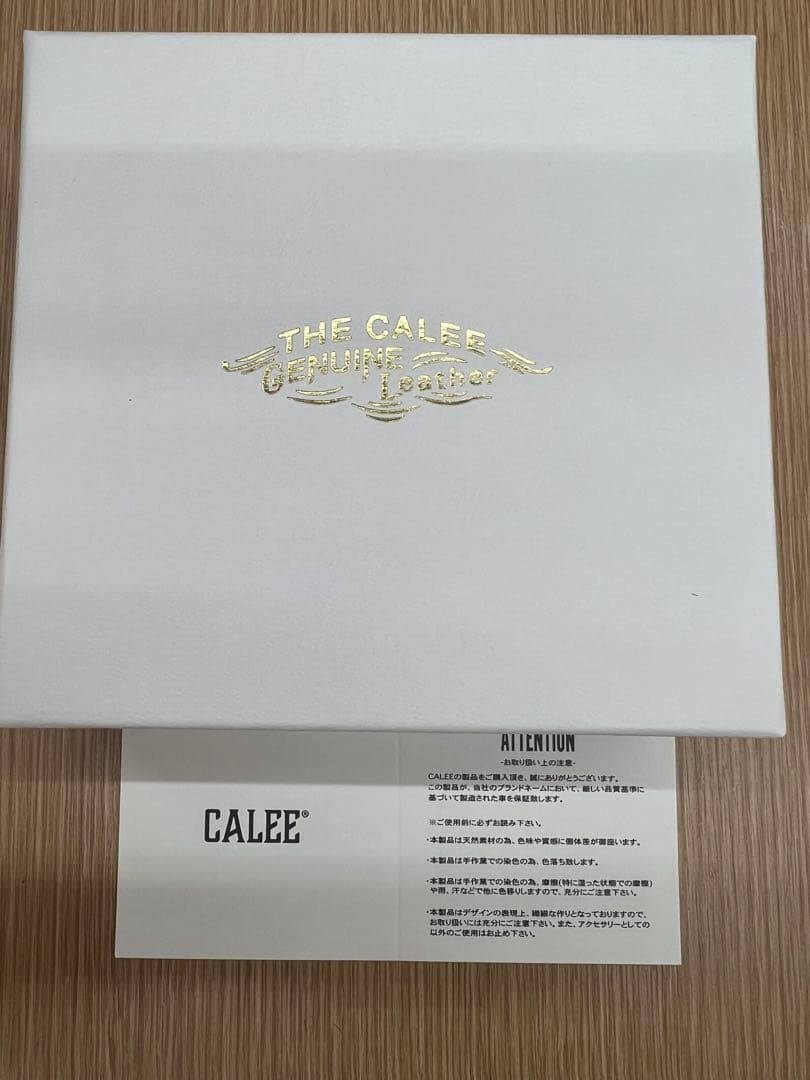 THE CALEE
GENUINE
Leather
CALEE®
ATTENTION
-お取り扱い上の注意-
CALEEの製品をご購入頂き、誠にありがとうございます。
この製品が、当社のブランドネームにおいて、厳しい品質基準に
基づいて製造された事を保証致します。
※ご使用前に必ずお読み下さい。
・本製品は天然素材の為、色味や質感に個体差が御座います。
・本製品は手作業での染色の為、色落ち致します。
・本製品は手作業での染色の為、摩擦(特に湿った状態での摩擦)
や雨、汗などで他に色移りしますので、充分にご注意下さい。
・本製品はデザインの表現上、繊細な作りとなっておりますので、
お取り扱いには充分にご注意下さい。また、アクセサリーとしての
以外のご使用はお止め下さい。